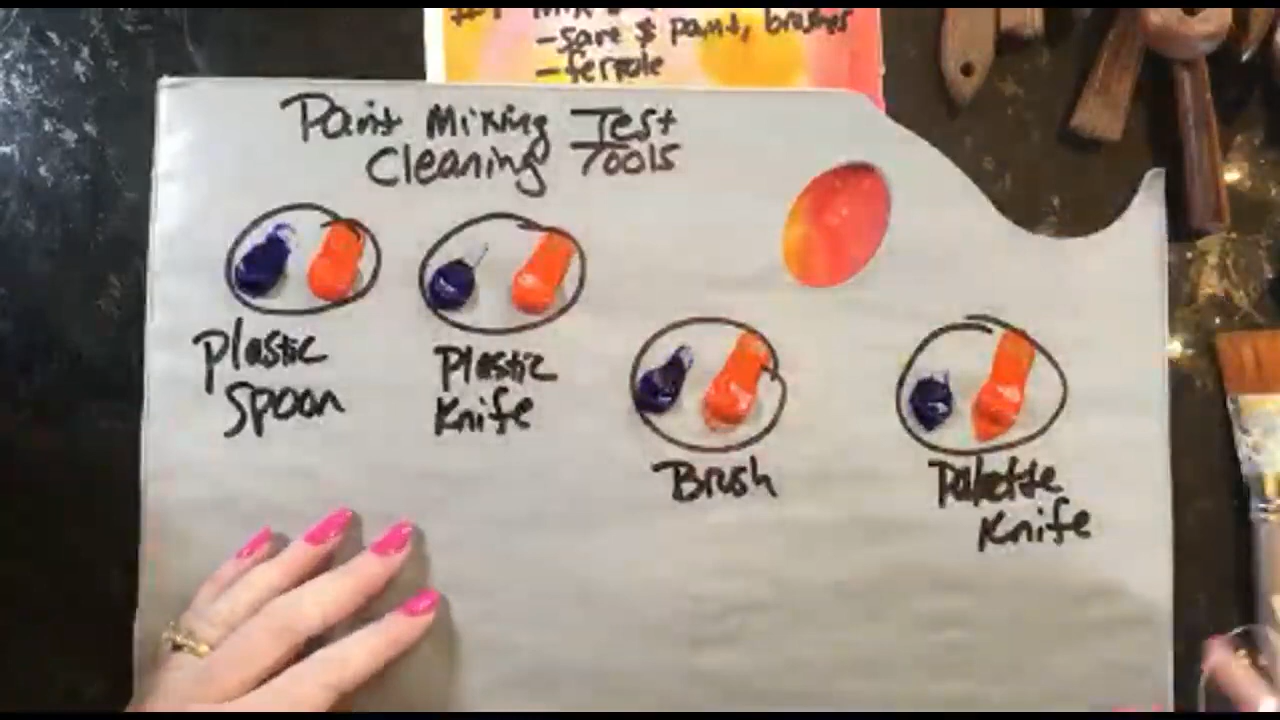 - save $ paint, brushes
- ferrule
Paint Mixing Test
Cleaning Tools
Plastic
Spoon
Plastic
Knife
Brush
Palette
Knife